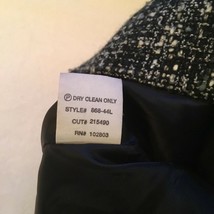 Ⓟ DRY CLEAN ONLY
STYLE# 866-44L
CUT# 215490
RN# 102803